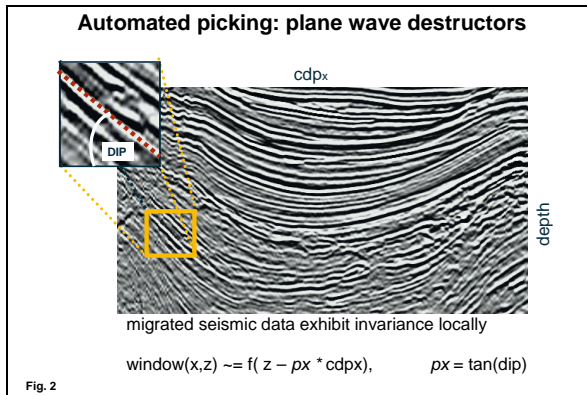 Automated picking: plane wave destructors
cdpx
DIP
depth
migrated seismic data exhibit invariance locally
window(x,z) ~= f( z – px * cdpx), px = tan(dip)
Fig. 2